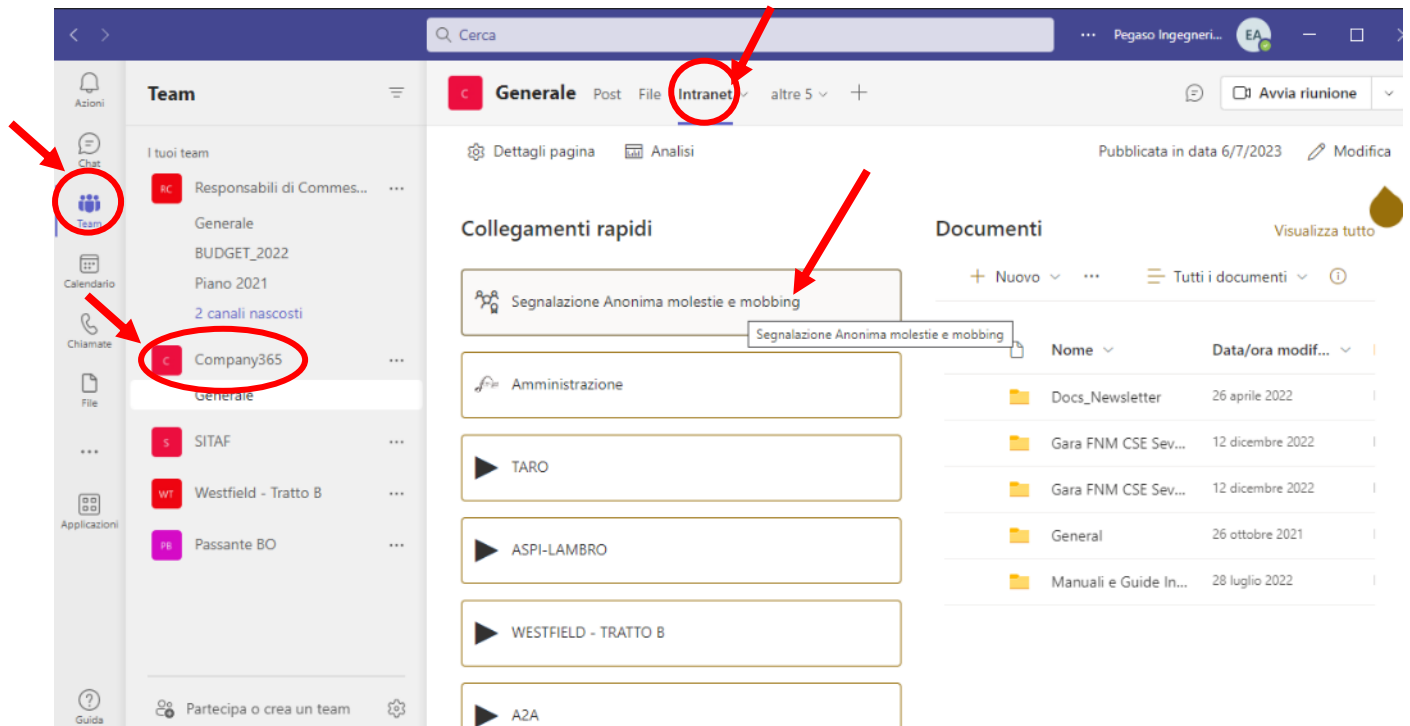 Cerca
Pegaso Ingegneri...
EA
Azioni
Chat
Team
Calendario
Chiamate
File
Applicazioni
Guida
Team
I tuoi team
RC Responsabili di Commes...
Generale
BUDGET_2022
Piano 2021
2 canali nascosti
C Company365
Generale
S SITAF
WT Westfield - Tratto B
PB Passante BO
Partecipa o crea un team
C Generale Post File Intranet altre 5
Avvia riunione
Dettagli pagina Analisi
Pubblicata in data 6/7/2023 Modifica
Collegamenti rapidi
Segnalazione Anonima molestie e mobbing
Segnalazione Anonima molestie e mobbing
Amministrazione
TARO
ASPI-LAMBRO
WESTFIELD - TRATTO B
A2A
Documenti
Visualizza tutto
Nuovo ... Tutti i documenti
Nome Data/ora modif...
Docs_Newsletter 26 aprile 2022
Gara FNM CSE Sev... 12 dicembre 2022
Gara FNM CSE Sev... 12 dicembre 2022
General 26 ottobre 2021
Manuali e Guide In... 28 luglio 2022